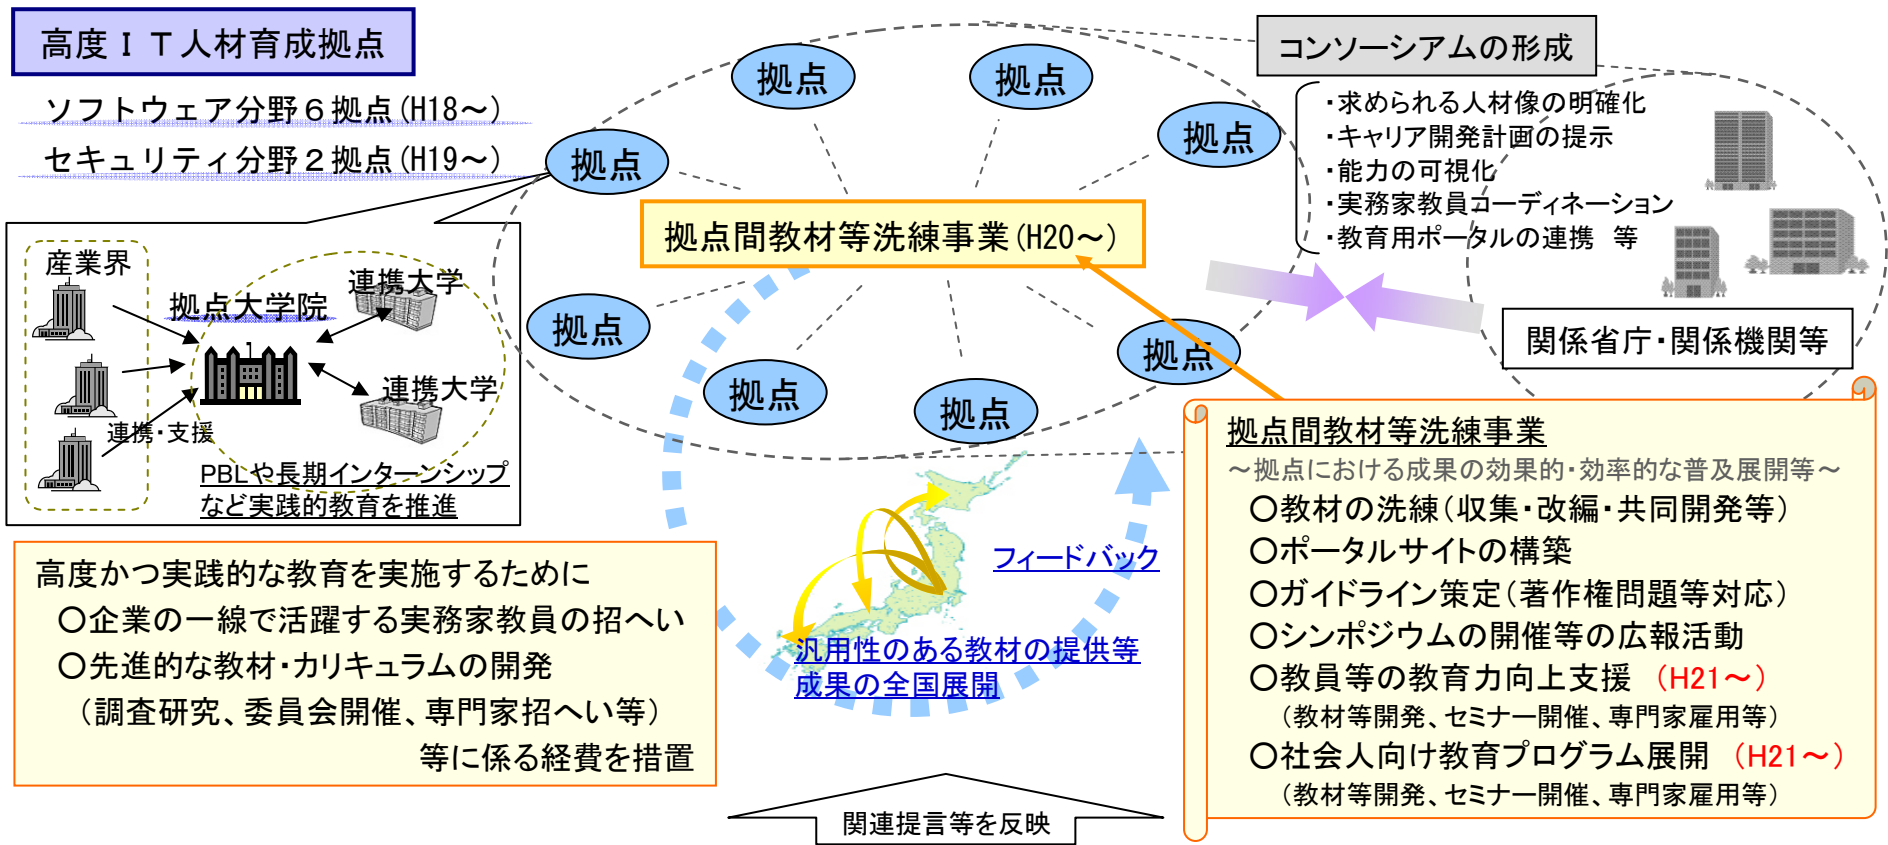 高度ＩＴ人材育成拠点
ソフトウェア分野６拠点(H18～)
セキュリティ分野２拠点(H19～)
コンソーシアムの形成
・求められる人材像の明確化
・キャリア開発計画の提示
・能力の可視化
・実務家教員コーディネーション
・教育用ポータルの連携　等
拠点
拠点
拠点
拠点
拠点間教材等洗練事業(H20～)
拠点
拠点
拠点
拠点
関係省庁・関係機関等
産業界
連携大学
拠点大学院
連携大学
連携・支援
PBLや長期インターンシップ
など実践的教育を推進
高度かつ実践的な教育を実施するために
○企業の一線で活躍する実務家教員の招へい
○先進的な教材・カリキュラムの開発
（調査研究、委員会開催、専門家招へい等）
等に係る経費を措置
フィードバック
汎用性のある教材の提供等
成果の全国展開
関連提言等を反映
拠点間教材等洗練事業
～拠点における成果の効果的・効率的な普及展開等～
○教材の洗練（収集・改編・共同開発等）
○ポータルサイトの構築
○ガイドライン策定（著作権問題等対応）
○シンポジウムの開催等の広報活動
○教員等の教育力向上支援　（H21～）
（教材等開発、セミナー開催、専門家雇用等）
○社会人向け教育プログラム展開　（H21～）
（教材等開発、セミナー開催、専門家雇用等）